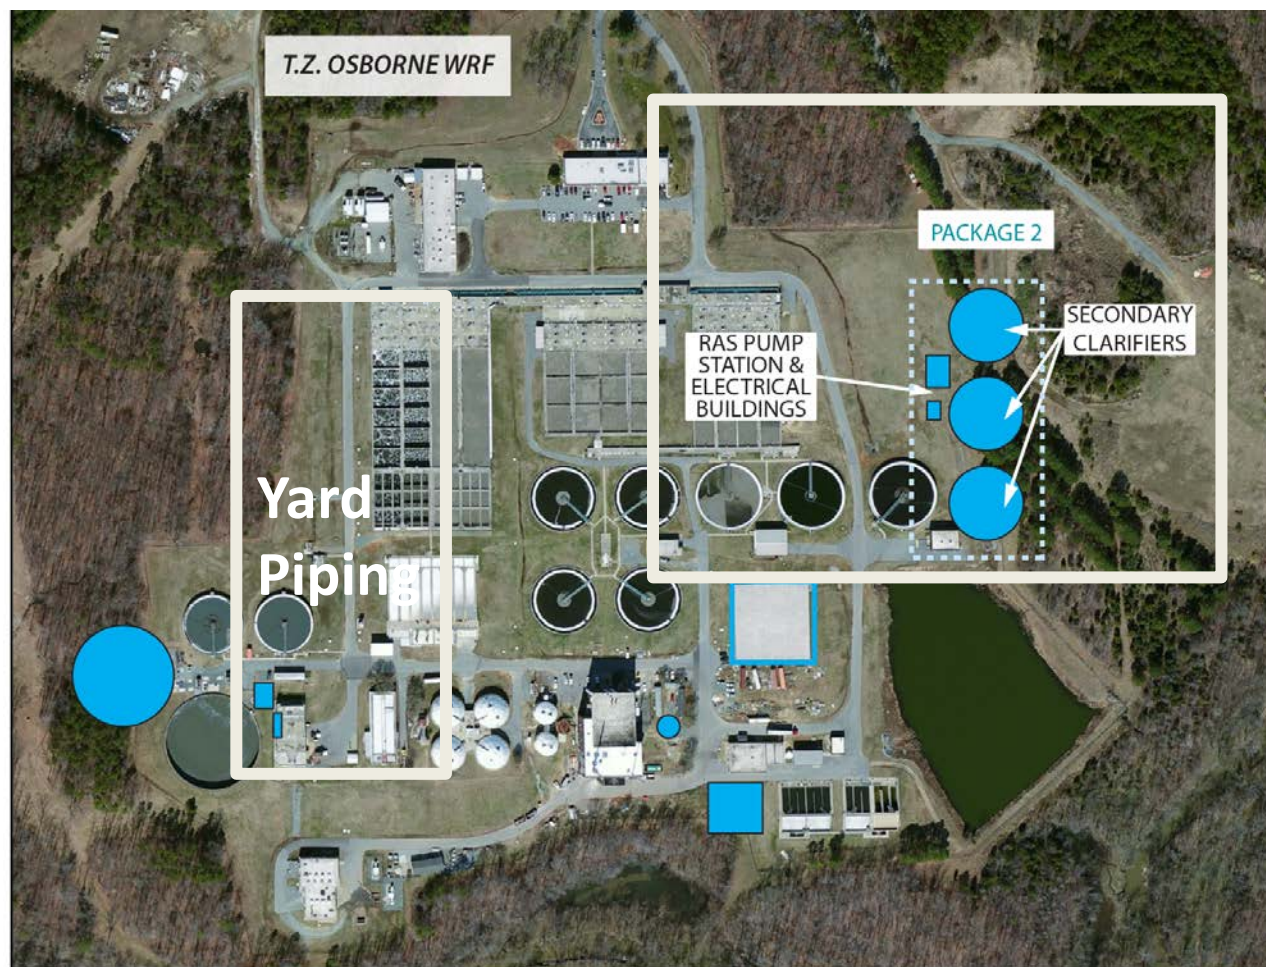 T.Z. OSBORNE WRF
PACKAGE 2
SECONDARY
CLARIFIERS
RAS PUMP
STATION &
ELECTRICAL
BUILDINGS
Yard
Piping